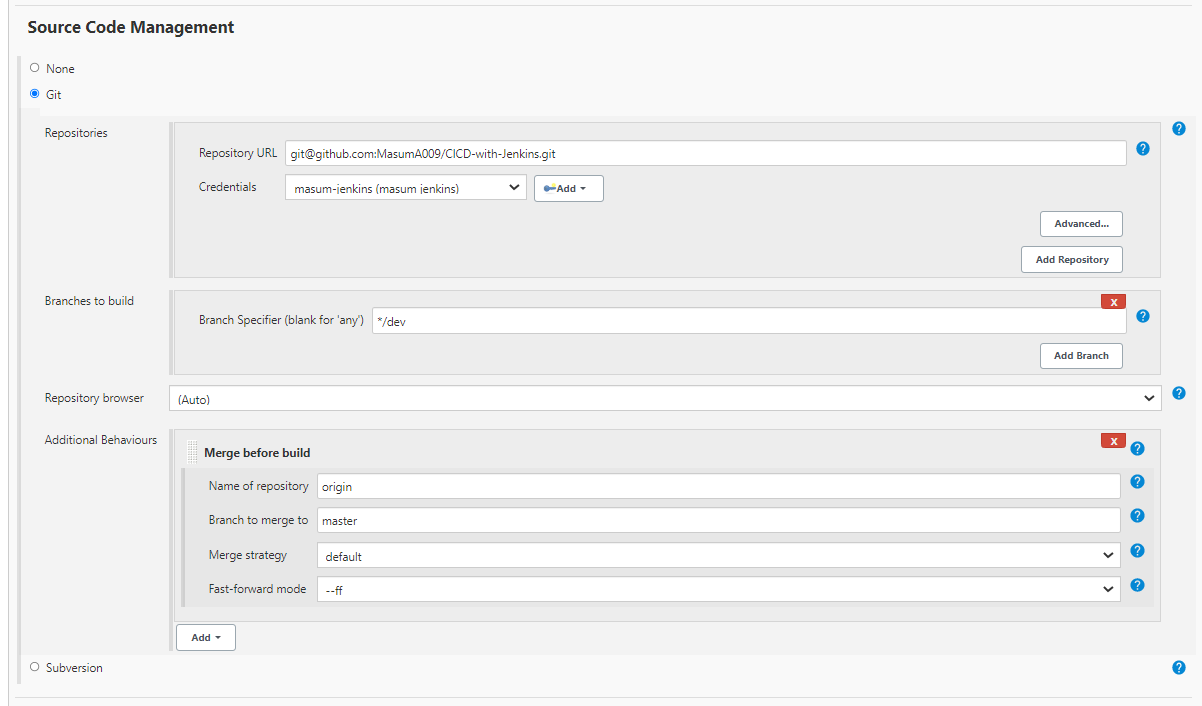 Source Code Management
None
Git
Repositories
?
Repository URL git@github.com:MasumA009/CICD-with-Jenkins.git ?
Credentials masum-jenkins (masum jenkins) Add
Advanced...
Add Repository
Branches to build
x
Branch Specifier (blank for 'any') */dev ?
Add Branch
Repository browser (Auto) ?
Additional Behaviours
x
Merge before build ?
Name of repository origin ?
Branch to merge to master ?
Merge strategy default ?
Fast-forward mode --ff ?
Add
Subversion ?